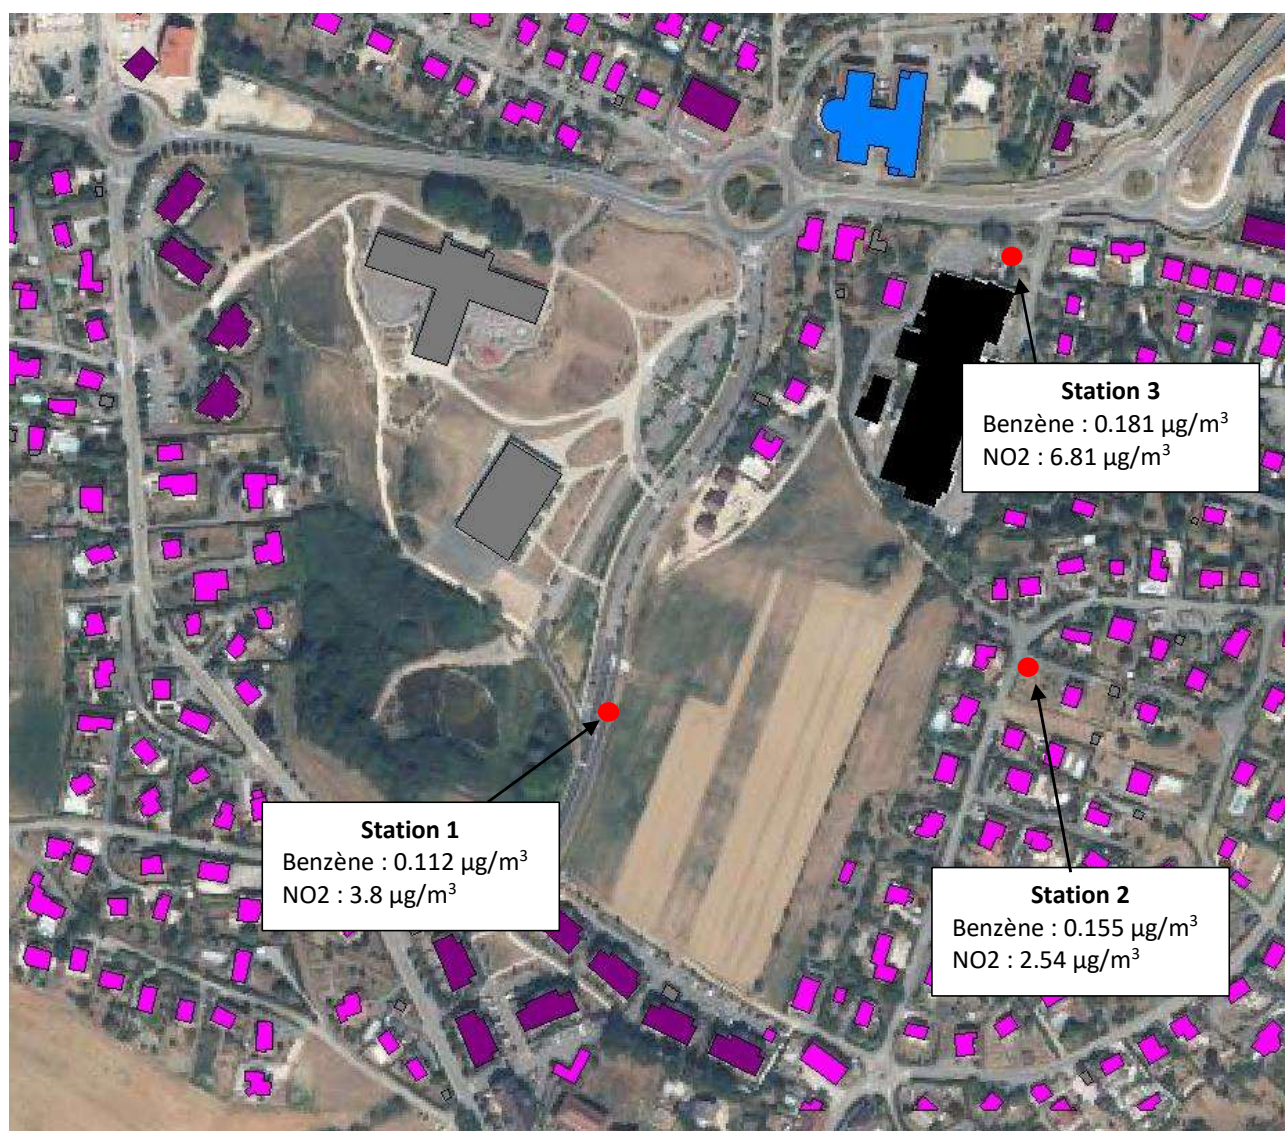 Station 3
Benzène : 0.181 µg/m³
NO2 : 6.81 µg/m³
Station 1
Benzène : 0.112 µg/m³
NO2 : 3.8 µg/m³
Station 2
Benzène : 0.155 µg/m³
NO2 : 2.54 µg/m³